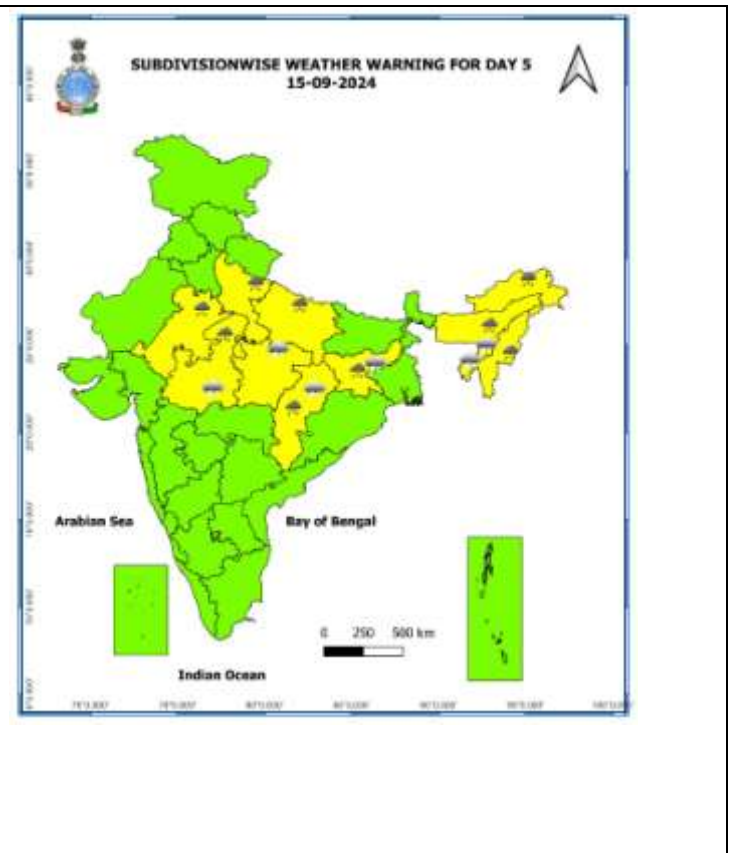 SUBDIVISIONWISE WEATHER WARNING FOR DAY 5
15-09-2024
Arabian Sea
Bay of Bengal
0 250 500 km
Indian Ocean